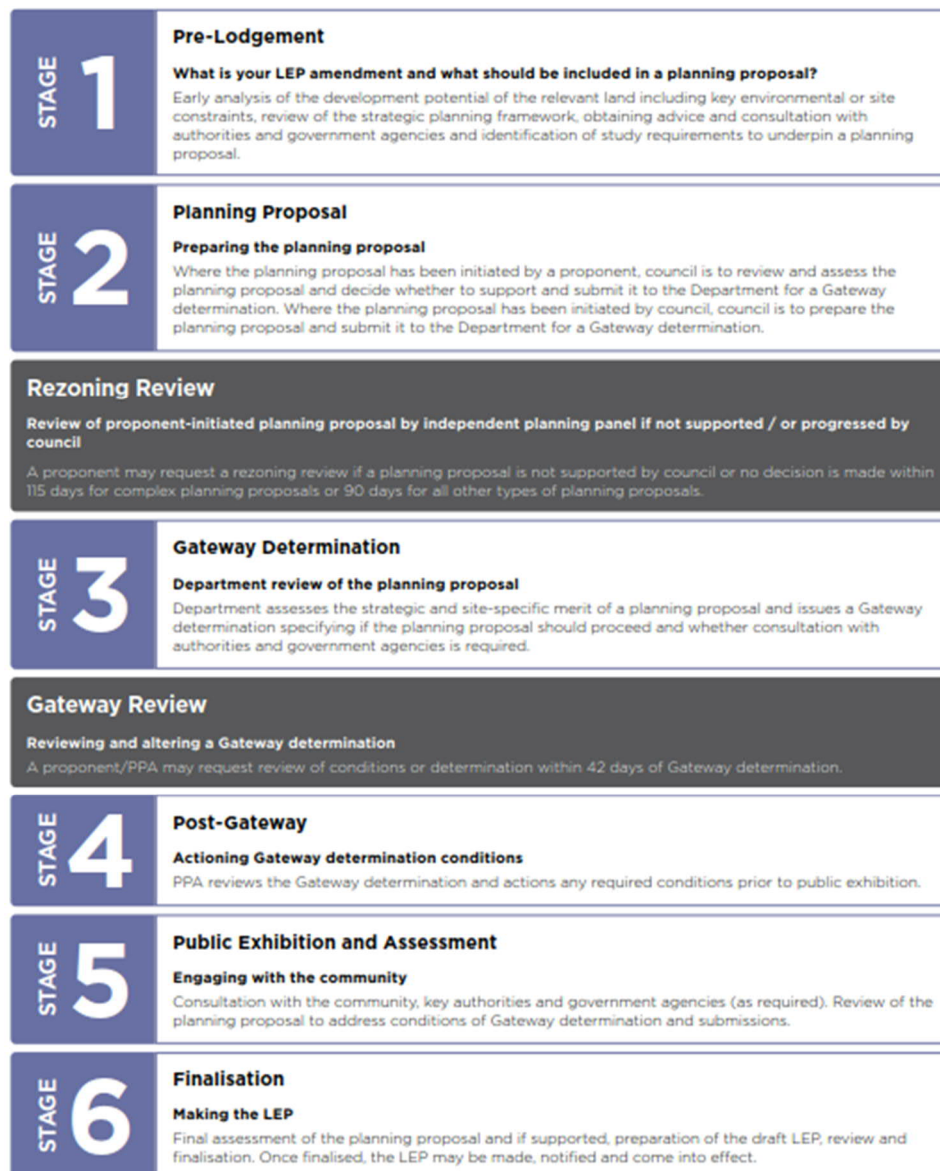 STAGE 1
Pre-Lodgement
What is your LEP amendment and what should be included in a planning proposal?
Early analysis of the development potential of the relevant land including key environmental or site
constraints, review of the strategic planning framework, obtaining advice and consultation with
authorities and government agencies and identification of study requirements to underpin a planning
proposal.
STAGE 2
Planning Proposal
Preparing the planning proposal
Where the planning proposal has been initiated by a proponent, council is to review and assess the
planning proposal and decide whether to support and submit it to the Department for a Gateway
determination. Where the planning proposal has been initiated by council, council is to prepare the
planning proposal and submit it to the Department for a Gateway determination.
Rezoning Review
Review of proponent-initiated planning proposal by independent planning panel if not supported / or progressed by
council
A proponent may request a rezoning review if a planning proposal is not supported by council or no decision is made within
115 days for complex planning proposals or 90 days for all other types of planning proposals.
STAGE 3
Gateway Determination
Department review of the planning proposal
Department assesses the strategic and site-specific merit of a planning proposal and issues a Gateway
determination specifying if the planning proposal should proceed and whether consultation with
authorities and government agencies is required.
Gateway Review
Reviewing and altering a Gateway determination
A proponent/PPA may request review of conditions or determination within 42 days of Gateway determination.
STAGE 4
Post-Gateway
Actioning Gateway determination conditions
PPA reviews the Gateway determination and actions any required conditions prior to public exhibition.
STAGE 5
Public Exhibition and Assessment
Engaging with the community
Consultation with the community, key authorities and government agencies (as required). Review of the
planning proposal to address conditions of Gateway determination and submissions.
STAGE 6
Finalisation
Making the LEP
Final assessment of the planning proposal and if supported, preparation of the draft LEP, review and
finalisation. Once finalised, the LEP may be made, notified and come into effect.